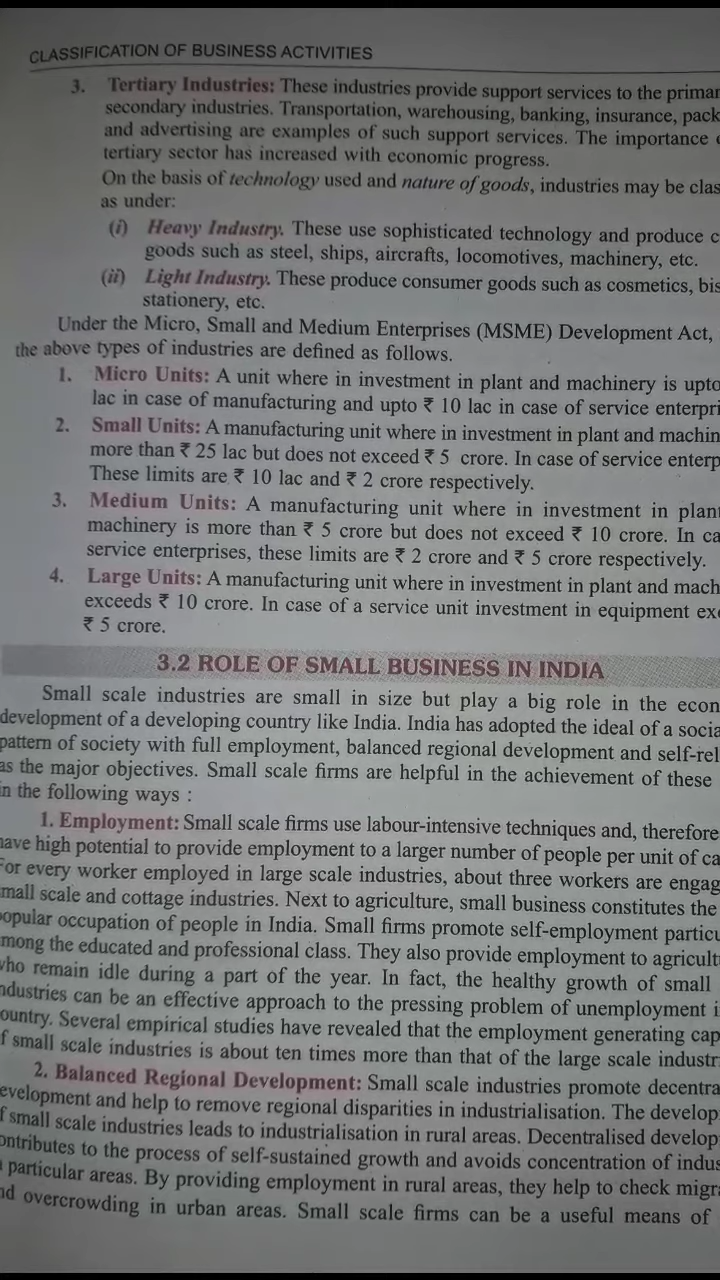 CLASSIFICATION OF BUSINESS ACTIVITIES
3. Tertiary Industries: These industries provide support services to the primar
secondary industries. Transportation, warehousing, banking, insurance, pack
and advertising are examples of such support services. The importance
tertiary sector has increased with economic progress.
On the basis of technology used and nature of goods, industries may be clas
as under:
(i) Heavy Industry. These use sophisticated technology and produce c
goods such as steel, ships, aircrafts, locomotives, machinery, etc.
(ii) Light Industry. These produce consumer goods such as cosmetics, bis
stationery, etc.
Under the Micro, Small and Medium Enterprises (MSME) Development Act,
the above types of industries are defined as follows.
1. Micro Units: A unit where in investment in plant and machinery is upto
lac in case of manufacturing and upto ₹ 10 lac in case of service enterpri
2. Small Units: A manufacturing unit where in investment in plant and machin
more than ₹ 25 lac but does not exceed ₹ 5 crore. In case of service enterp
These limits are ₹ 10 lac and ₹ 2 crore respectively.
3. Medium Units: A manufacturing unit where in investment in plant
machinery is more than ₹ 5 crore but does not exceed ₹ 10 crore. In ca
service enterprises, these limits are ₹ 2 crore and ₹ 5 crore respectively.
4. Large Units: A manufacturing unit where in investment in plant and mach
exceeds ₹ 10 crore. In case of a service unit investment in equipment exc
₹ 5 crore.
3.2 ROLE OF SMALL BUSINESS IN INDIA
Small scale industries are small in size but play a big role in the econ
development of a developing country like India. India has adopted the ideal of a socia
pattern of society with full employment, balanced regional development and self-rel
as the major objectives. Small scale firms are helpful in the achievement of these
in the following ways :
1. Employment: Small scale firms use labour-intensive techniques and, therefore
have high potential to provide employment to a larger number of people per unit of ca
For every worker employed in large scale industries, about three workers are engag
mall scale and cottage industries. Next to agriculture, small business constitutes the
opular occupation of people in India. Small firms promote self-employment particu
mong the educated and professional class. They also provide employment to agricult
who remain idle during a part of the year. In fact, the healthy growth of small
ndustries can be an effective approach to the pressing problem of unemployment i
ountry. Several empirical studies have revealed that the employment generating cap
f small scale industries is about ten times more than that of the large scale industr
2. Balanced Regional Development: Small scale industries promote decentra
evelopment and help to remove regional disparities in industrialisation. The develop
f small scale industries leads to industrialisation in rural areas. Decentralised develop
ontributes to the process of self-sustained growth and avoids concentration of indus
particular areas. By providing employment in rural areas, they help to check migra
nd overcrowding in urban areas. Small scale firms can be a useful means of